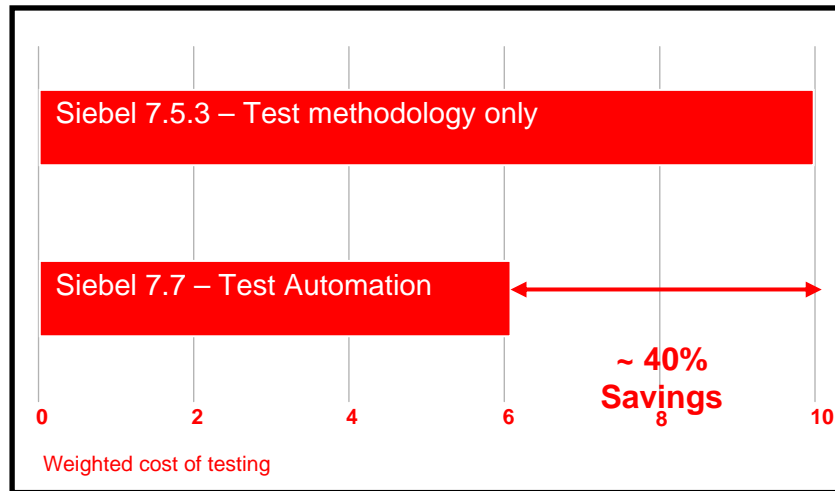 Siebel 7.5.3 – Test methodology only
Siebel 7.7 – Test Automation
~ 40%
Savings
0 2 4 6 8 10
Weighted cost of testing